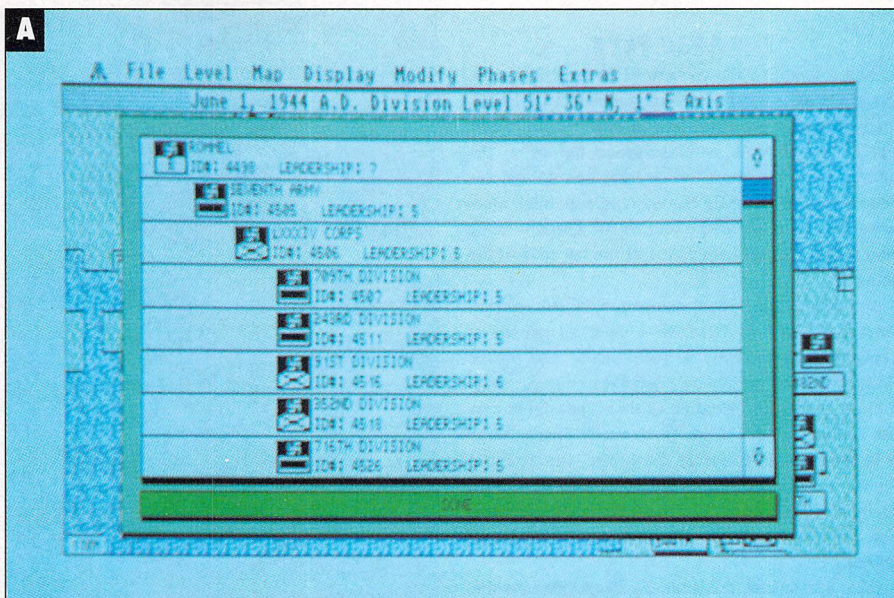 A
File Level Map Display Modify Phases Extras
June 1, 1944 A.D. Division Level 51° 36' N, 1° E Axis
ROMMEL
ID#: 4498 LEADERSHIP: 7
SEVENTH ARMY
ID#: 4505 LEADERSHIP: 5
LXXXIV CORPS
ID#: 4506 LEADERSHIP: 5
709TH DIVISION
ID#: 4507 LEADERSHIP: 5
243RD DIVISION
ID#: 4511 LEADERSHIP: 5
91ST DIVISION
ID#: 4516 LEADERSHIP: 6
352ND DIVISION
ID#: LEADERSHIP: 5
716TH DIVISION
ID#: 4526 LEADERSHIP: 5
DONE